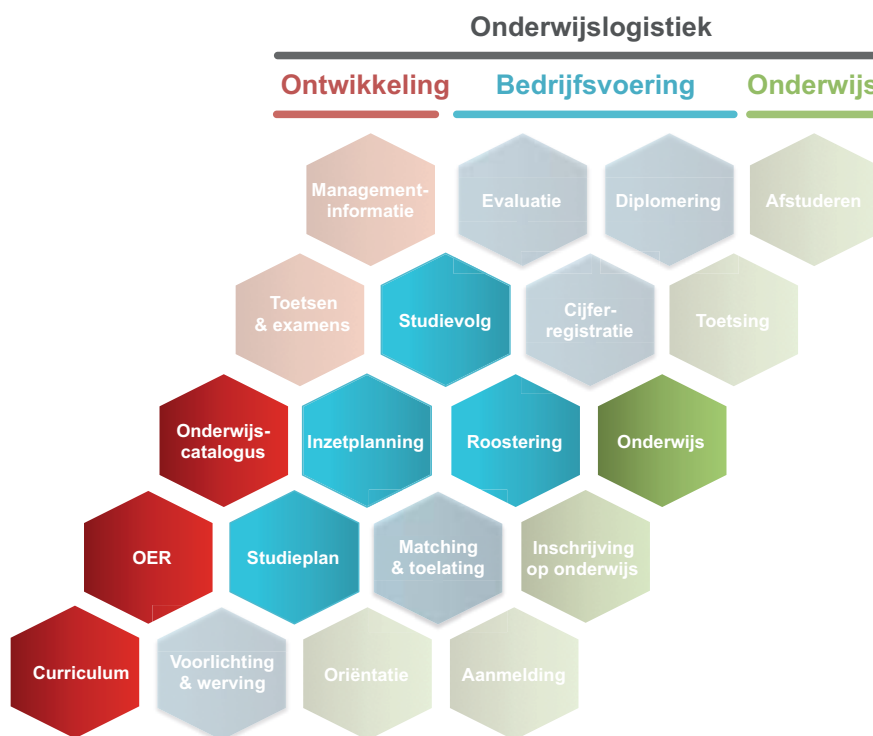 Onderwijslogistiek
Ontwikkeling Bedrijfsvoering Onderwijs
Management-
informatie
Evaluatie
Diplomering
Afstuderen
Toetsen
& examens
Studievolg
Cijfer-
registratie
Toetsing
Onderwijs-
catalogus
Inzetplanning
Roostering
Onderwijs
OER
Studieplan
Matching
& toelating
Inschrijving
op onderwijs
Curriculum
Voorlichting
& werving
Oriëntatie
Aanmelding